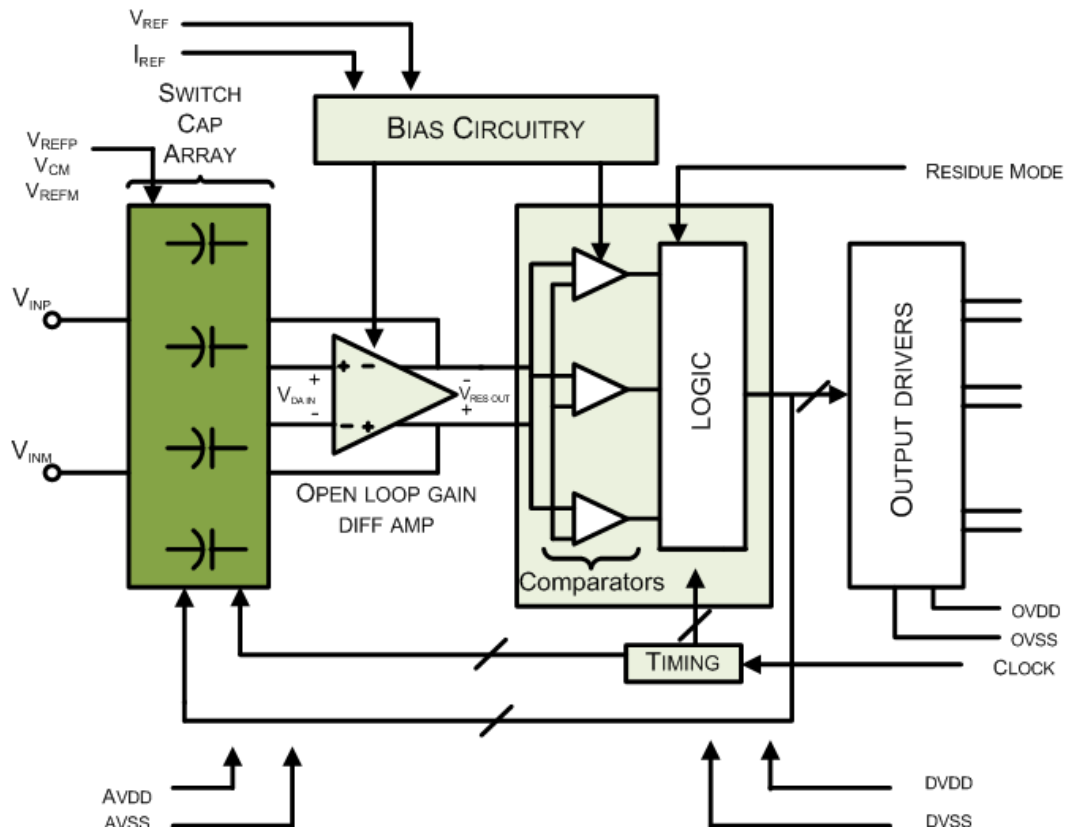 VREF
IREF
SWITCH
CAP
ARRAY
BIAS CIRCUITRY
VREFP
VCM
VREFM
RESIDUE MODE
VINP
+ -
+
VDA IN
-
-
VRES OUT
+
- +
VINM
LOGIC
OUTPUT DRIVERS
OPEN LOOP GAIN
DIFF AMP
Comparators
OVDD
OVSS
TIMING
CLOCK
AVDD
AVSS
DVDD
DVSS